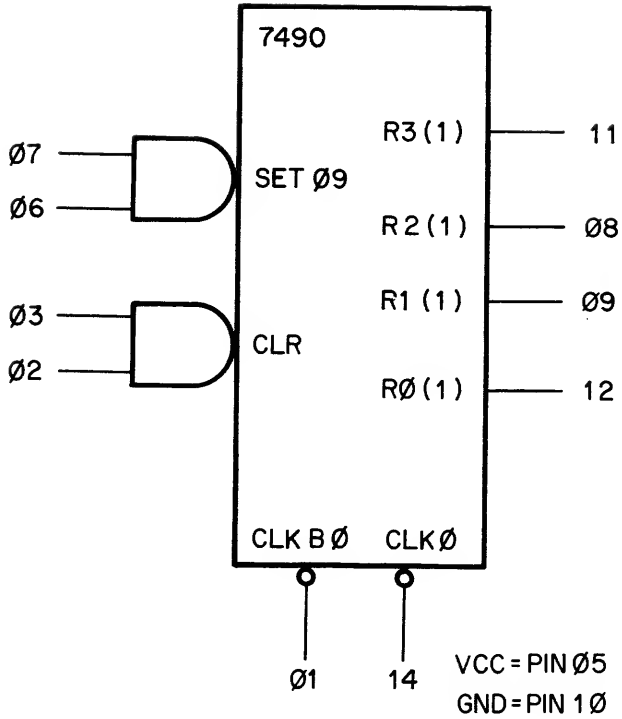 7490
R3(1) 11
Ø7
SET Ø9
Ø6
R2(1) Ø8
R1(1) Ø9
Ø3
CLR
Ø2
RØ(1) 12
CLK BØ CLKØ
Ø1 14
VCC = PIN Ø5
GND = PIN 1Ø